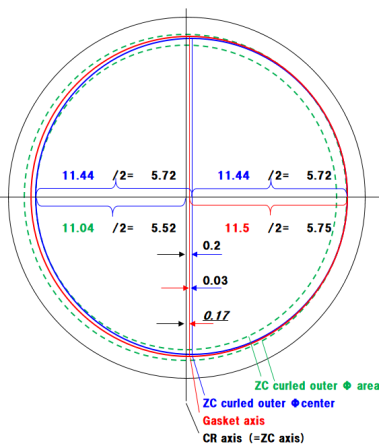 11.44 /2= 5.72 11.44 /2= 5.72
11.04 /2= 5.52 11.5 /2= 5.75
0.2
0.03
0.17
ZC curled outer Φ area
ZC curled outer Φcenter
Gasket axis
CR axis (=ZC axis)